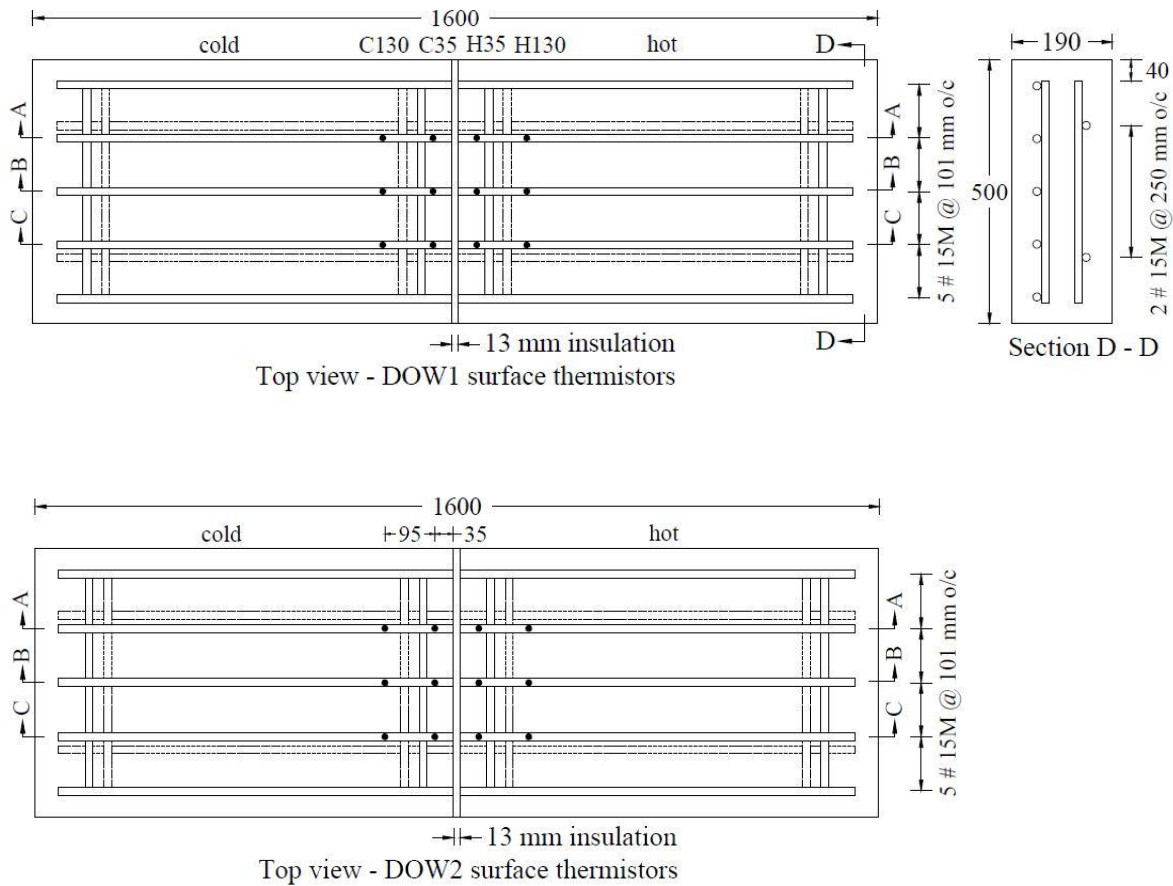 1600
cold
C130
C35
H35
H130
hot
D
190
40
A
A
B
B
C
C
5 # 15M @ 101 mm o/c
500
2 # 15M @ 250 mm o/c
D
13 mm insulation
Section D - D
Top view - DOW1 surface thermistors
1600
cold
95
35
hot
A
A
B
B
C
C
5 # 15M @ 101 mm o/c
13 mm insulation
Top view - DOW2 surface thermistors